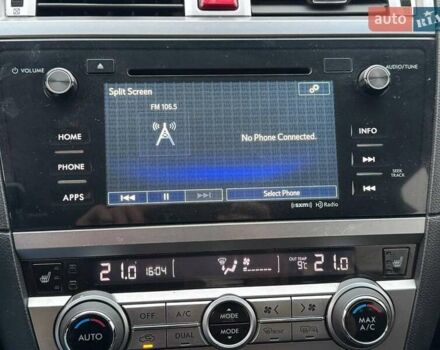 auto RIA
VOLUME
AUDIO/TUNE
Split Screen
FM 106.5
No Phone Connected.
HOME
PHONE
APPS
INFO
SEEK
TRACK
Select Phone
sxm HD Radio
21.0 16:04 OUT TEMP 9°C 21.0
AUTO
OFF
A/C
DUAL
MODE
MODE
REAR
MAX
A/C